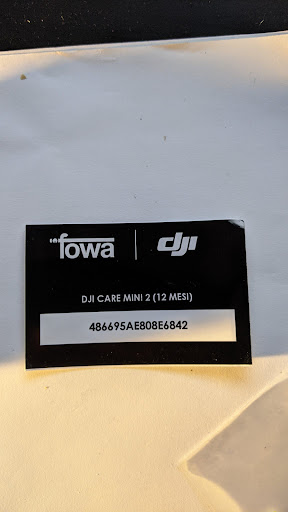 fowa dji
DJI CARE MINI 2 (12 MESI)
486695AE808E6842